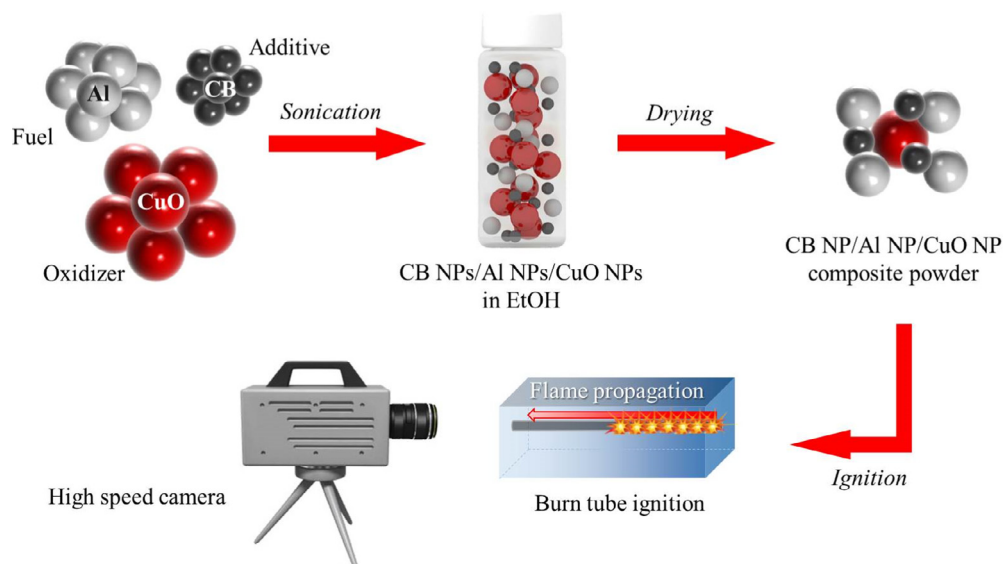 Additive
Al
CB
Fuel
CuO
Oxidizer
Sonication
CB NPs/Al NPs/CuO NPs
in EtOH
Drying
CB NP/Al NP/CuO NP
composite powder
Ignition
Flame propagation
Burn tube ignition
High speed camera